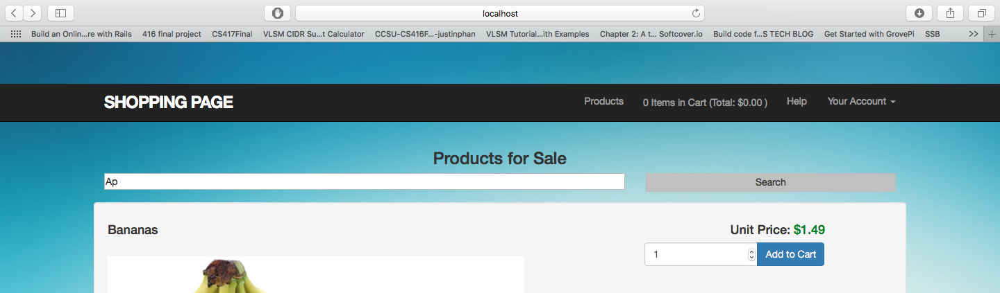 localhost
Build an Onlin...re with Rails 416 final project CS417Final VLSM CIDR Su...t Calculator CCSU-CS416F...-justinphan VLSM Tutorial...ith Examples Chapter 2: A t... Softcover.io Build code f...S TECH BLOG Get Started with GrovePi SSB >> +
SHOPPING PAGE Products 0 Items in Cart (Total: $0.00 ) Help Your Account
Products for Sale
Ap Search
Bananas Unit Price: $1.49
1 Add to Cart